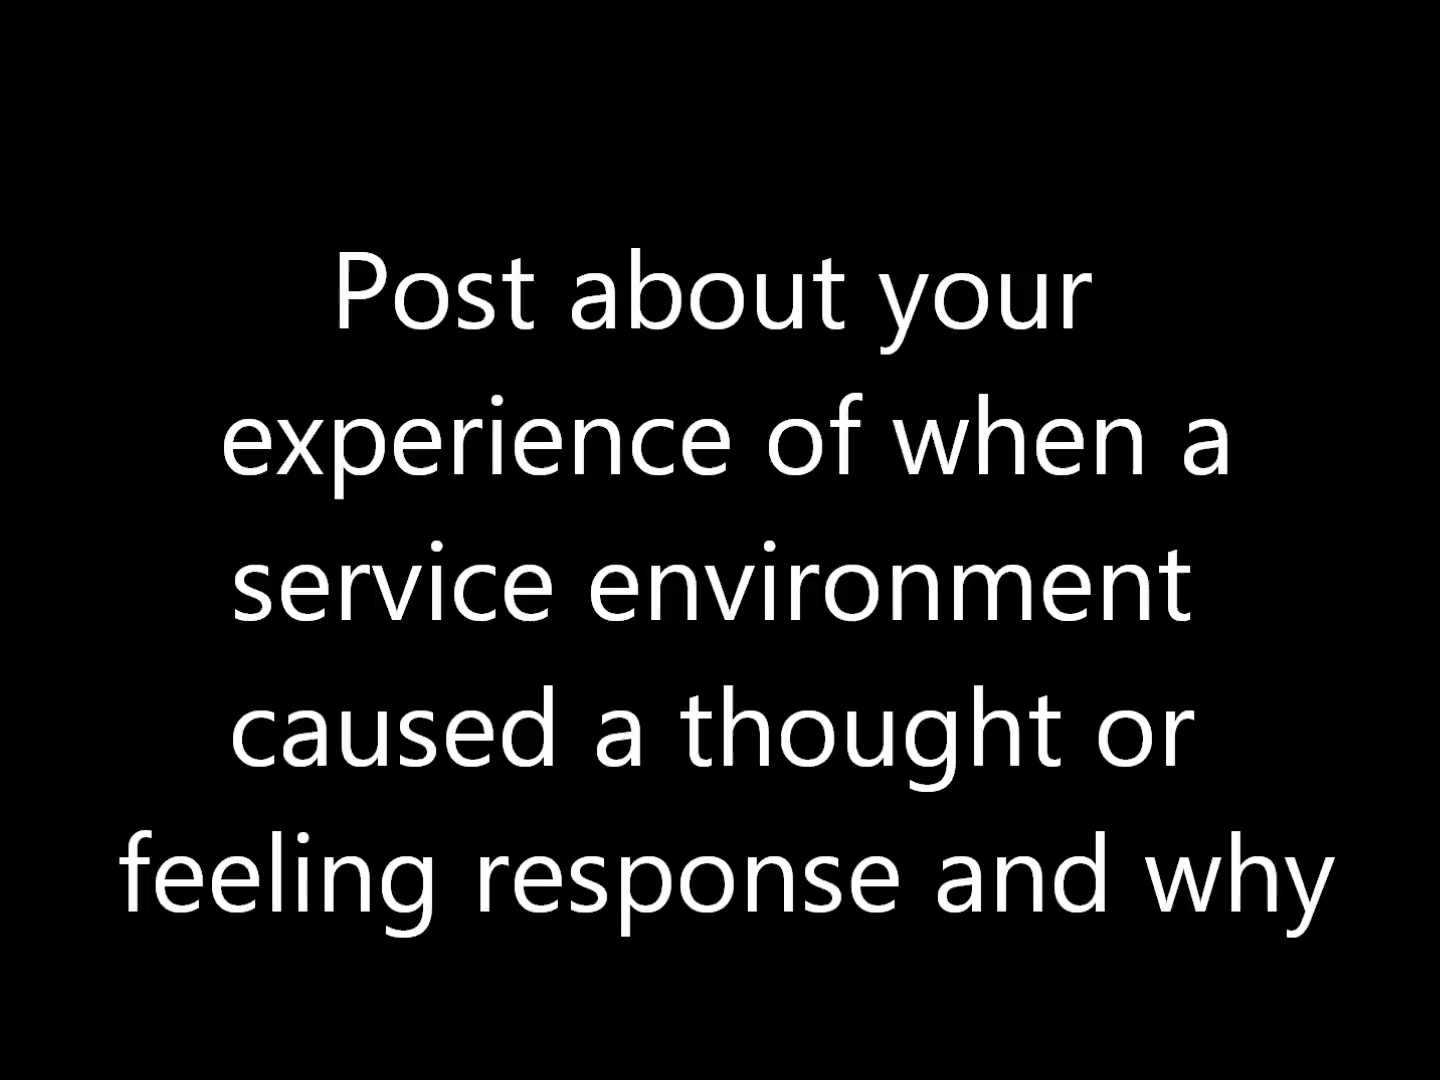 Post about your
experience of when a
service environment
caused a thought or
feeling response and why